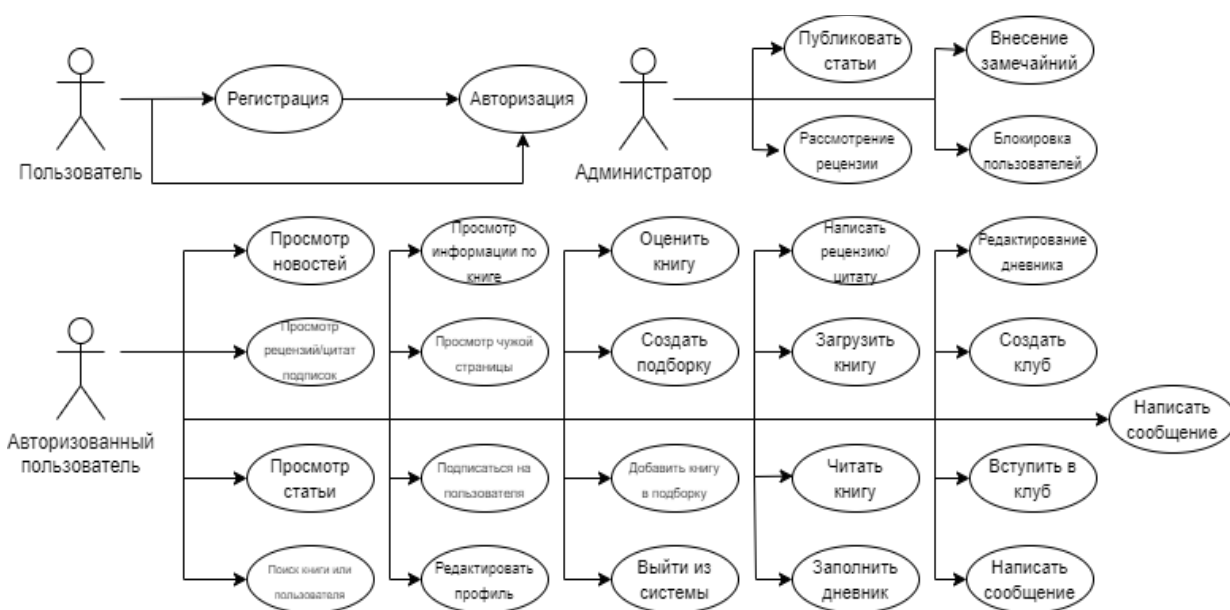 Пользователь
Регистрация
Авторизация
Администратор
Публиковать
статьи
Внесение
замечайний
Рассмотрение
рецензии
Блокировка
пользователей
Авторизованный
пользователь
Просмотр
новостей
Просмотр
информации по
книге
Оценить
книгу
Написать
рецензию/
цитату
Редактирование
дневника
Просмотр
рецензий/цитат
подписок
Просмотр чужой
страницы
Создать
подборку
Загрузить
книгу
Создать
клуб
Написать
сообщение
Просмотр
статьи
Подписаться на
пользователя
Добавить книгу
в подборку
Читать
книгу
Вступить в
клуб
Поиск книги или
пользователя
Редактировать
профиль
Выйти из
системы
Заполнить
дневник
Написать
сообщение